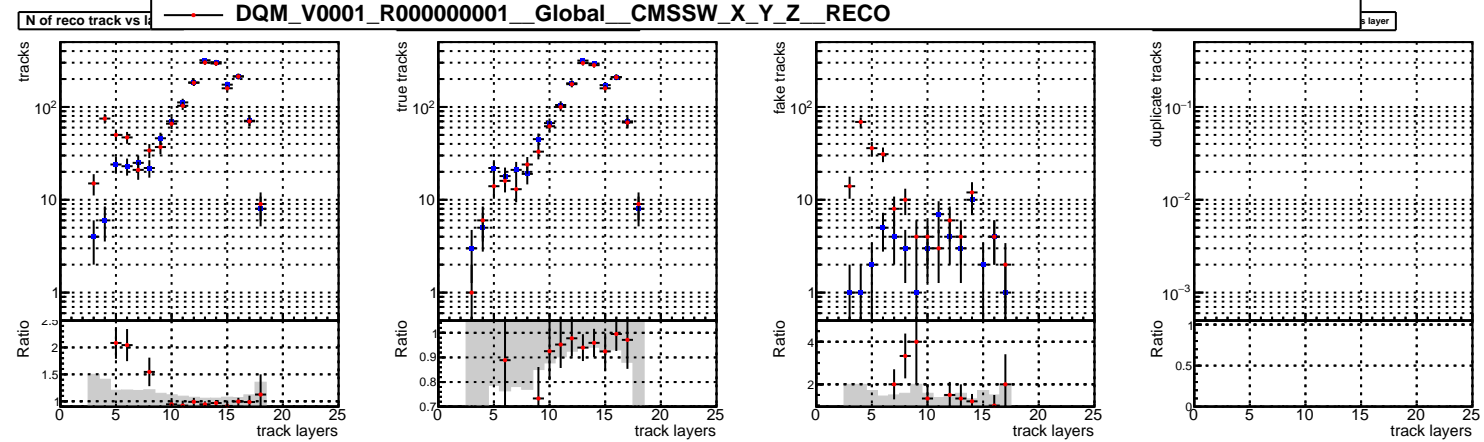 N of reco track vs la
DQM_V0001_R000000001__Global__CMSSW_X_Y_Z__RECO
s layer
tracks
10²
10
1
Ratio
2.5
2
1.5
1
0 5 10 15 20 25
track layers
true tracks
10²
10
1
Ratio
1
0.9
0.8
0.7
0 5 10 15 20 25
track layers
fake tracks
10²
10
1
Ratio
4
2
0 5 10 15 20 25
track layers
duplicate tracks
10⁻¹
10⁻²
10⁻³
Ratio
1
0.5
0
0 5 10 15 20 25
track layers